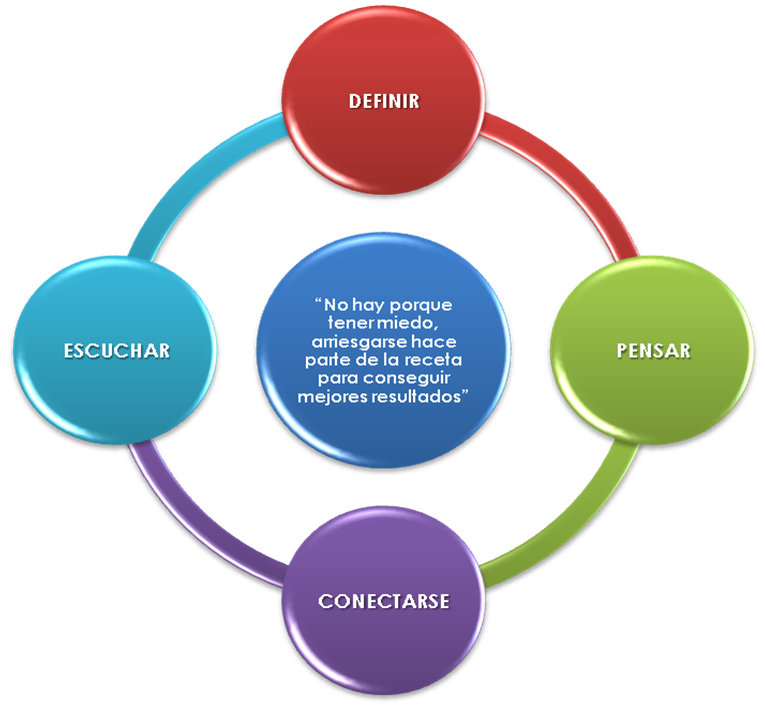 DEFINIR
ESCUCHAR
“No hay porque
tener miedo,
arriesgarse hace
parte de la receta
para conseguir
mejores resultados”
PENSAR
CONECTARSE